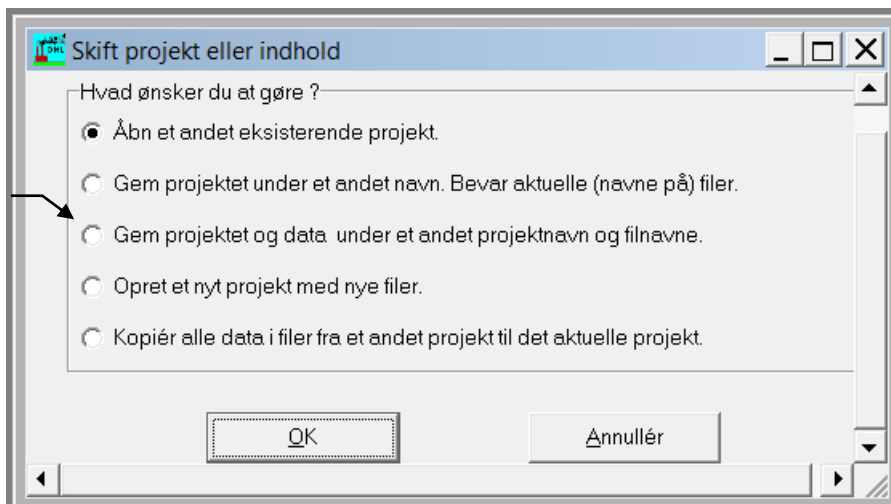 Skift projekt eller indhold
Hvad ønsker du at gøre ?
Åbn et andet eksisterende projekt.
Gem projektet under et andet navn. Bevar aktuelle (navne på) filer.
Gem projektet og data under et andet projektnavn og filnavne.
Opret et nyt projekt med nye filer.
Kopiér alle data i filer fra et andet projekt til det aktuelle projekt.
OK
Annullér